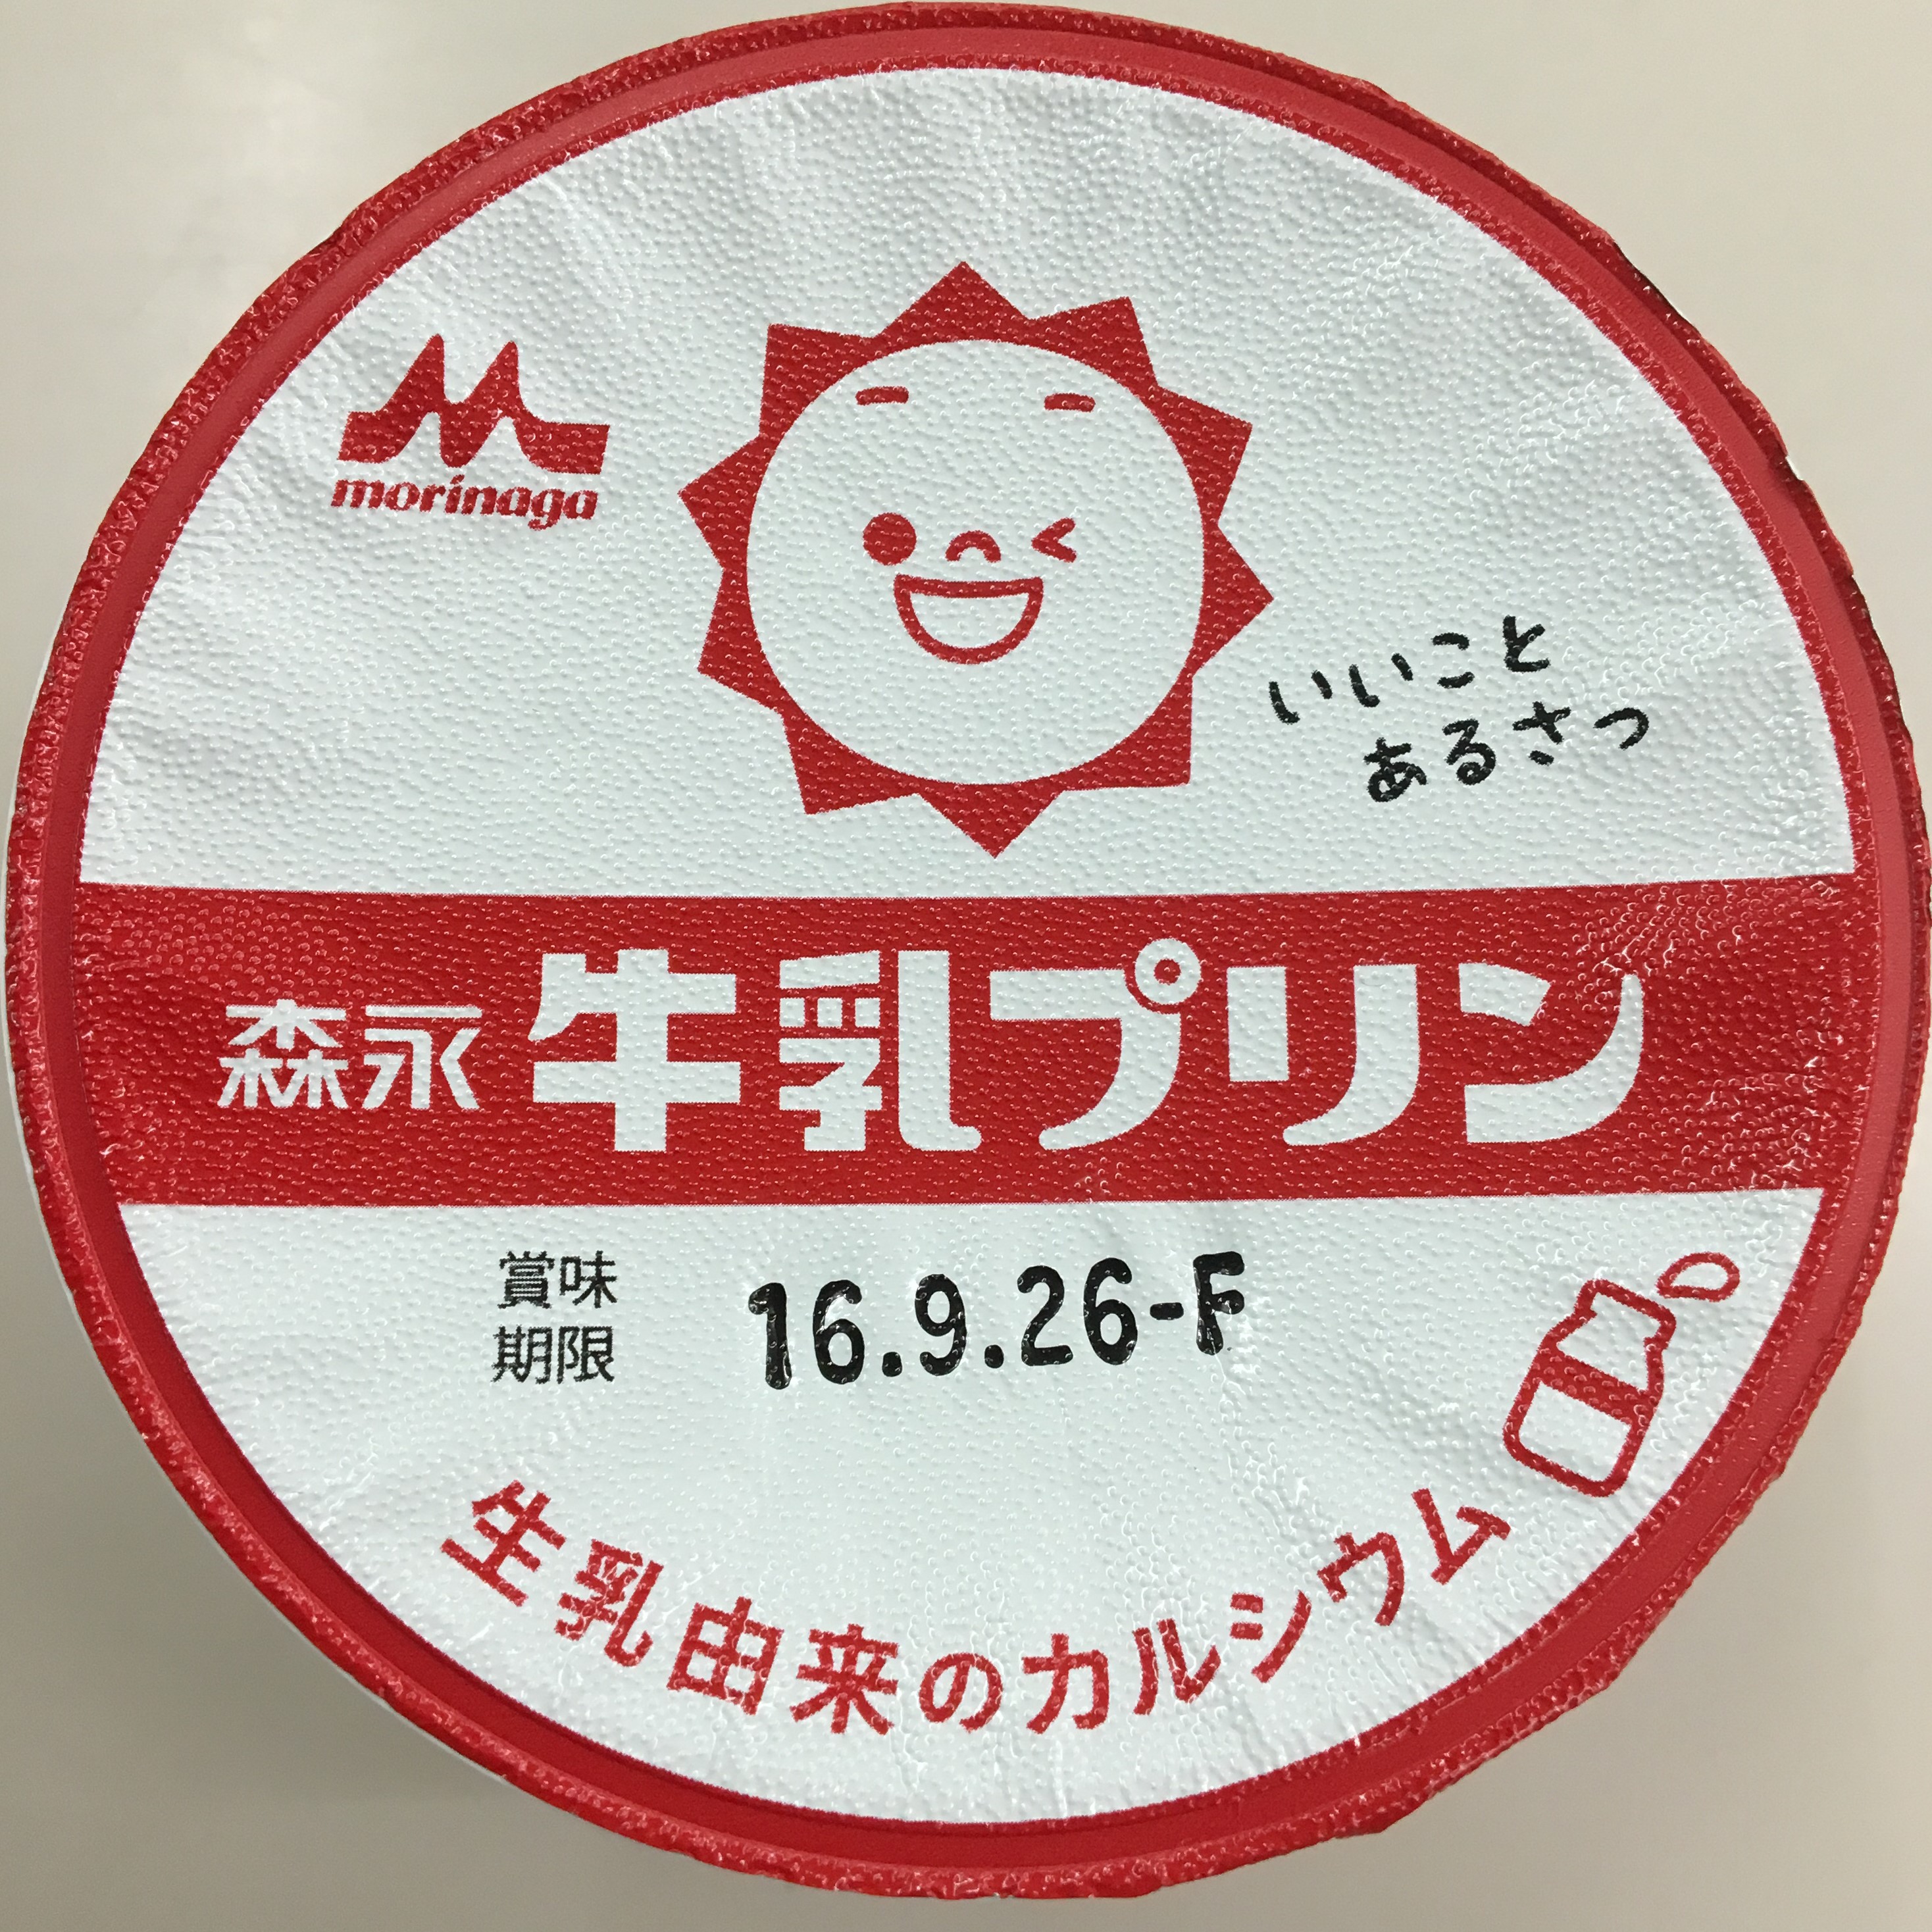 morinaga
いいこと
あるさっ
森永牛乳プリン
賞味
期限
16.9.26-F
生乳由来のカルシウム